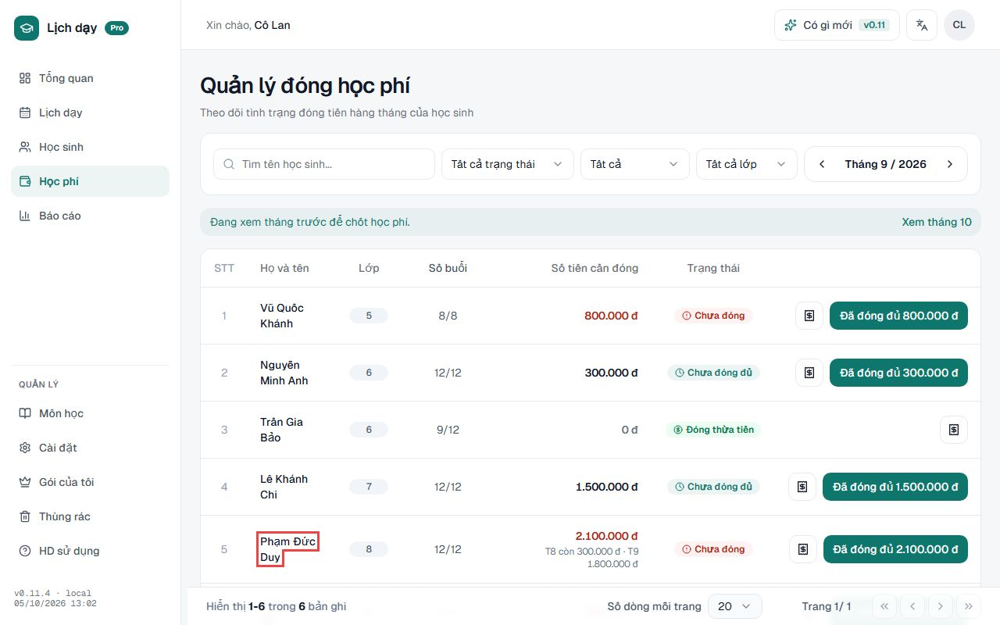 Lịch dạy Pro
Xin chào, Cô Lan
Có gì mới v0.11
CL
Tổng quan
Lịch dạy
Học sinh
Học phí
Báo cáo
QUẢN LÝ
Môn học
Cài đặt
Gói của tôi
Thùng rác
HD sử dụng
v0.11.4 · local
05/10/2026 13:02
Quản lý đóng học phí
Theo dõi tình trạng đóng tiền hàng tháng của học sinh
Tìm tên học sinh...
Tất cả trạng thái
Tất cả
Tất cả lớp
Tháng 9 / 2026
Đang xem tháng trước để chốt học phí.
Xem tháng 10
STT Họ và tên Lớp Số buổi Số tiền cần đóng Trạng thái
1 Vũ Quốc Khánh 5 8/8 800.000 đ Chưa đóng Đã đóng đủ 800.000 đ
2 Nguyễn Minh Anh 6 12/12 300.000 đ Chưa đóng đủ Đã đóng đủ 300.000 đ
3 Trần Gia Bảo 6 9/12 0 đ Đóng thừa tiền
4 Lê Khánh Chi 7 12/12 1.500.000 đ Chưa đóng đủ Đã đóng đủ 1.500.000 đ
5 Phạm Đức Duy 8 12/12 2.100.000 đ Chưa đóng Đã đóng đủ 2.100.000 đ
T8 còn 300.000 đ · T9
1.800.000 đ
Hiển thị 1-6 trong 6 bản ghi
Số dòng mỗi trang 20
Trang 1/ 1